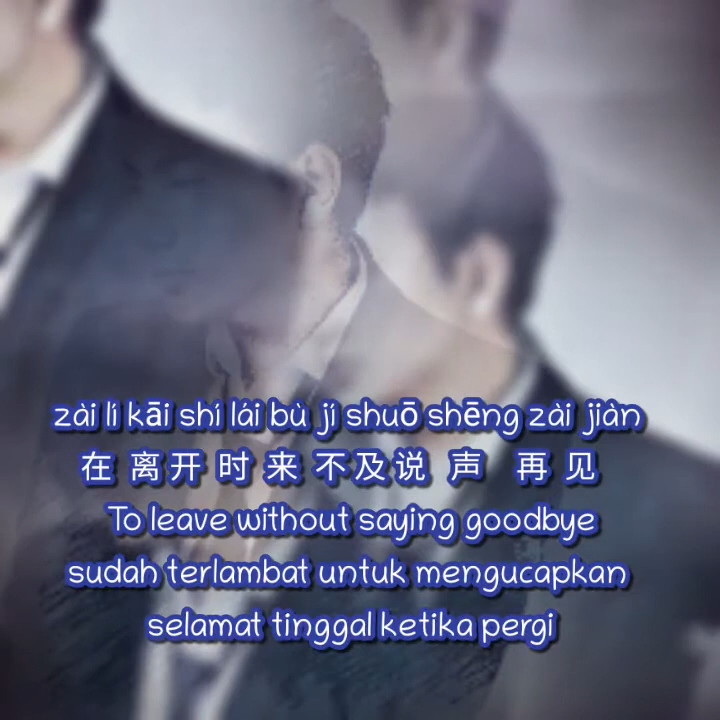 zài lí kāi shí lái bù jí shuō shēng zài jiàn
在 离开 时 来 不及说 声 再 见
To leave without saying goodbye
sudah terlambat untuk mengucapkan
selamat tinggal ketika pergi